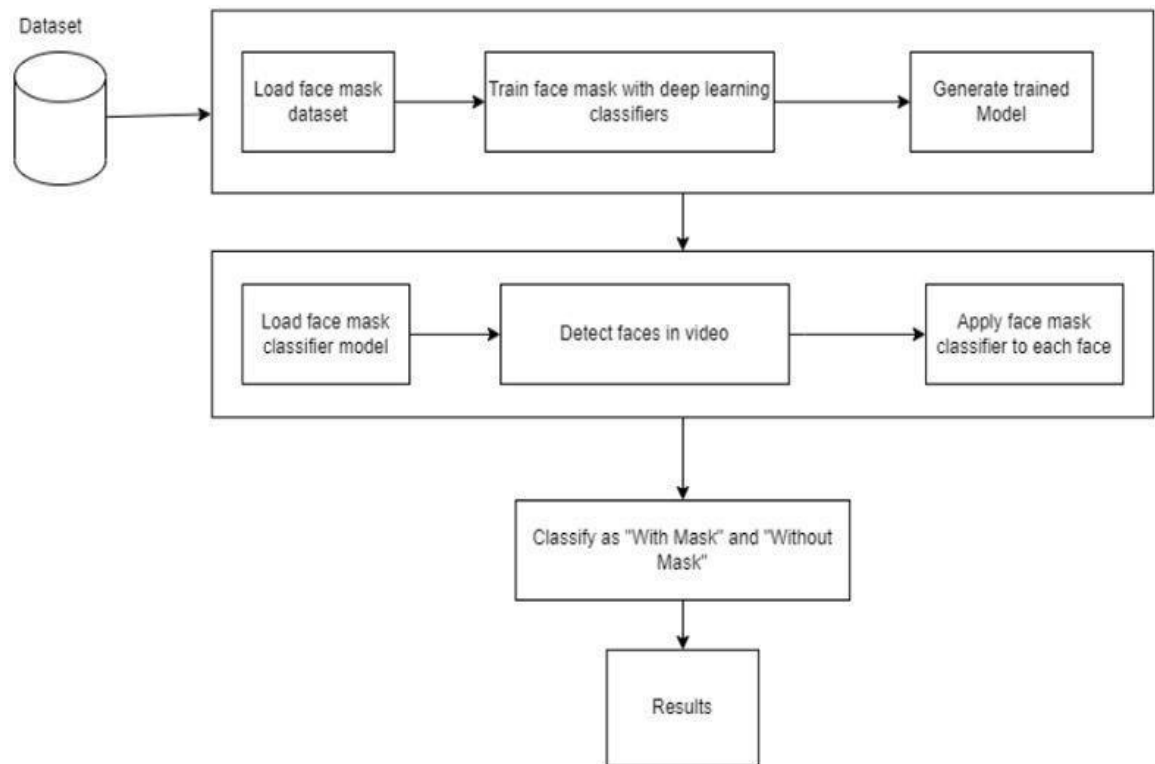 Dataset
Load face mask
dataset
Train face mask with deep learning
classifiers
Generate trained
Model
Load face mask
classifier model
Detect faces in video
Apply face mask
classifier to each face
Classify as "With Mask" and "Without
Mask"
Results